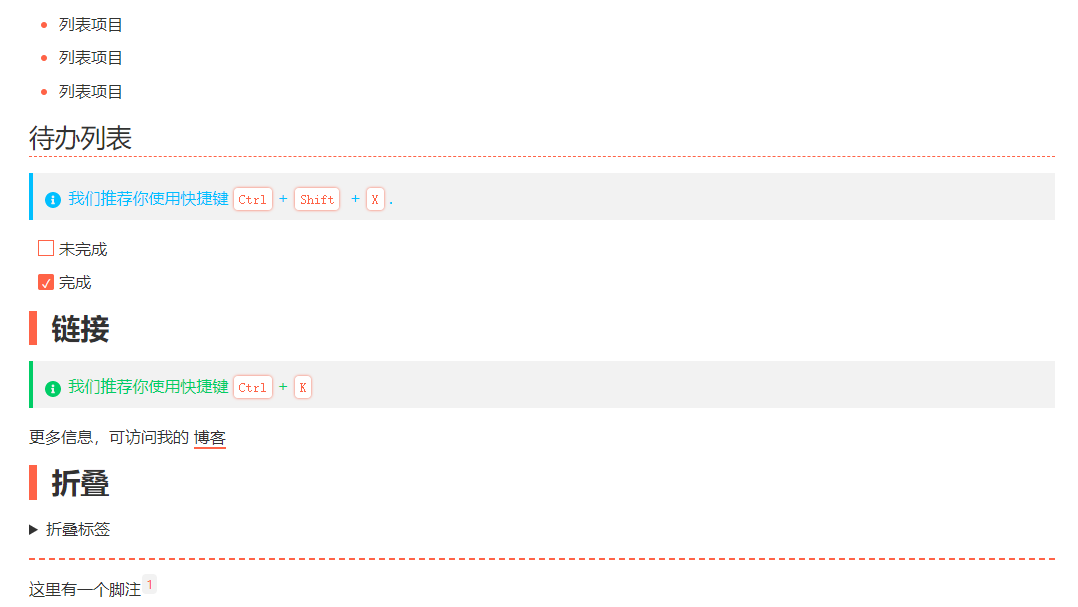 列表项目
列表项目
列表项目
待办列表
我们推荐你使用快捷键 Ctrl + Shift + X .
未完成
完成
链接
我们推荐你使用快捷键 Ctrl + K
更多信息，可访问我的 博客
折叠
折叠标签
这里有一个脚注1